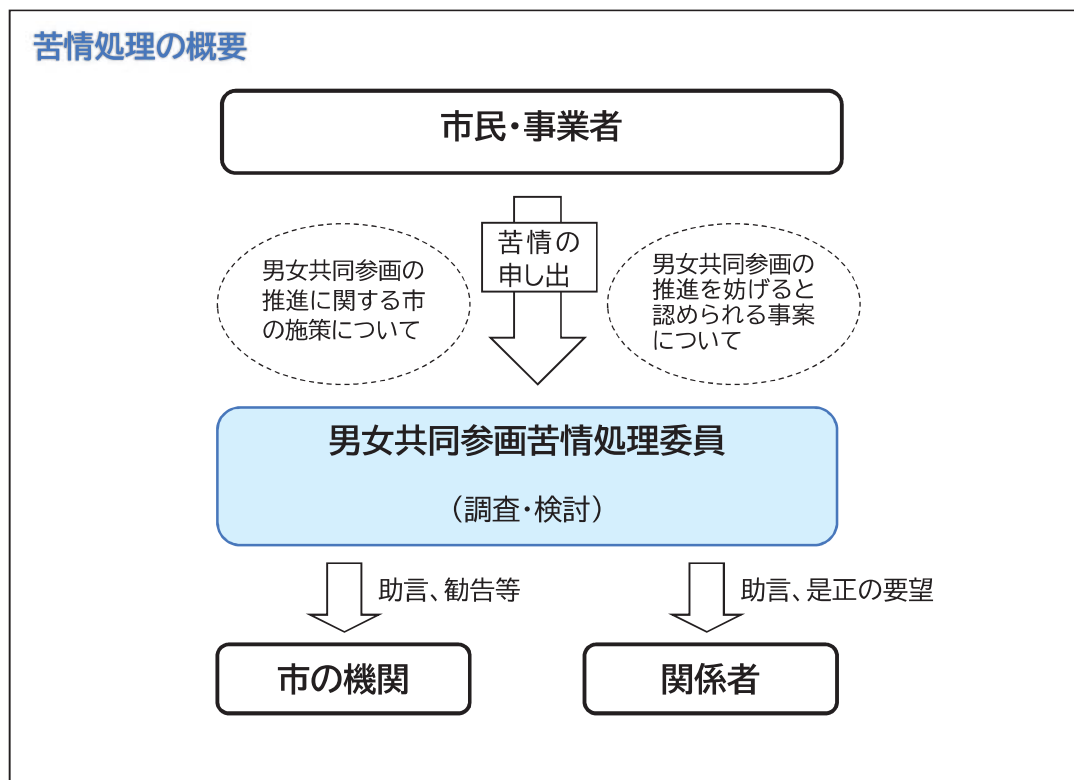 苦情処理の概要
市民・事業者
苦情の
申し出
男女共同参画の
推進に関する市
の施策について
男女共同参画の
推進を妨げると
認められる事案
について
男女共同参画苦情処理委員
（調査・検討）
助言、勧告等
助言、是正の要望
市の機関
関係者